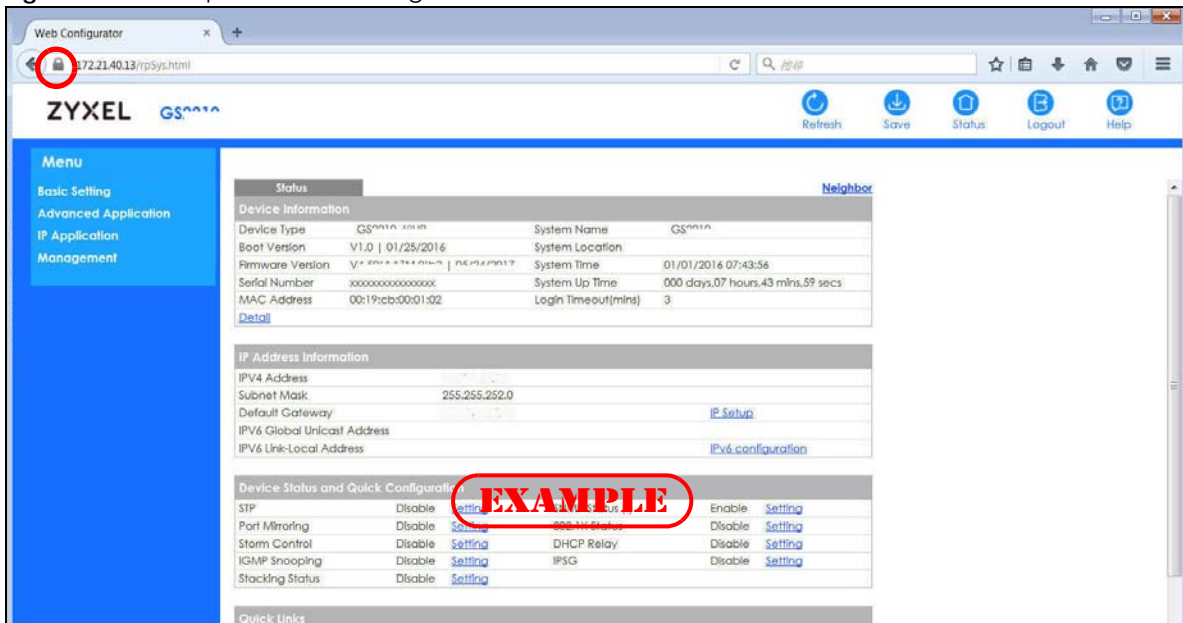 Web Configurator × +
172.21.40.13/rpSys.html
ZYXEL
Refresh Save Status Logout Help
Menu
Basic Setting
Advanced Application
IP Application
Management
Status Neighbor
Device Information
Device Type System Name
Boot Version V1.0 | 01/25/2016 System Location
Firmware Version System Time 01/01/2016 07:43:56
Serial Number xxxxxxxxxxxxxxxx System Up Time 000 days,07 hours,43 mins,59 secs
MAC Address 00:19:cb:00:01:02 Login Timeout(mins) 3
Detail
IP Address Information
IPV4 Address
Subnet Mask 255.255.252.0
Default Gateway IP Setup
IPV6 Global Unicast Address
IPV6 Link-Local Address IPv6 configuration
Device Status and Quick Configuration
EXAMPLE
STP Disable Setting Status Enable Setting
Port Mirroring Disable Setting 802.1X Status Disable Setting
Storm Control Disable Setting DHCP Relay Disable Setting
IGMP Snooping Disable Setting IPSG Disable Setting
Stacking Status Disable Setting
Quick Links